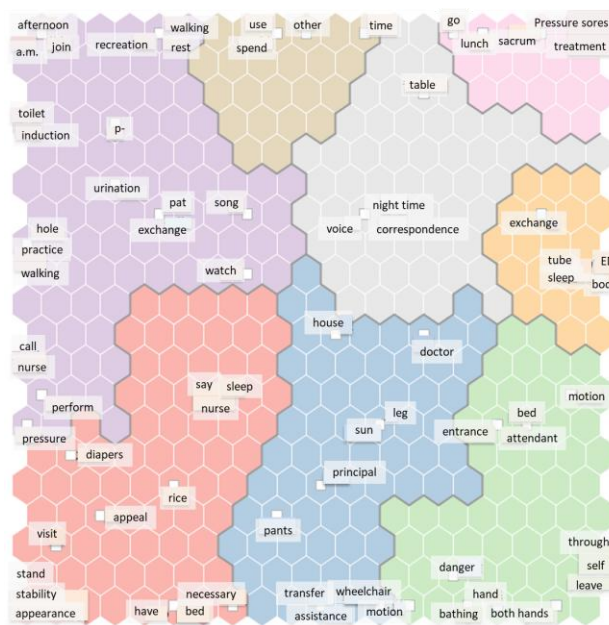 afternoon
walking
use
other
time
go
Pressure sores
a.m.
join
recreation
rest
spend
lunch
sacrum
treatment
table
toilet
induction
p-
urination
pat
song
exchange
night time
voice
correspondence
exchange
hole
practice
walking
watch
tube
sleep
house
doctor
call
nurse
say
sleep
nurse
motion
perform
leg
bed
pressure
sun
entrance
attendant
diapers
principal
rice
appeal
pants
visit
through
danger
self
stand
stability
appearance
necessary
have
bed
transfer
wheelchair
assistance
motion
hand
leave
bathing
both hands